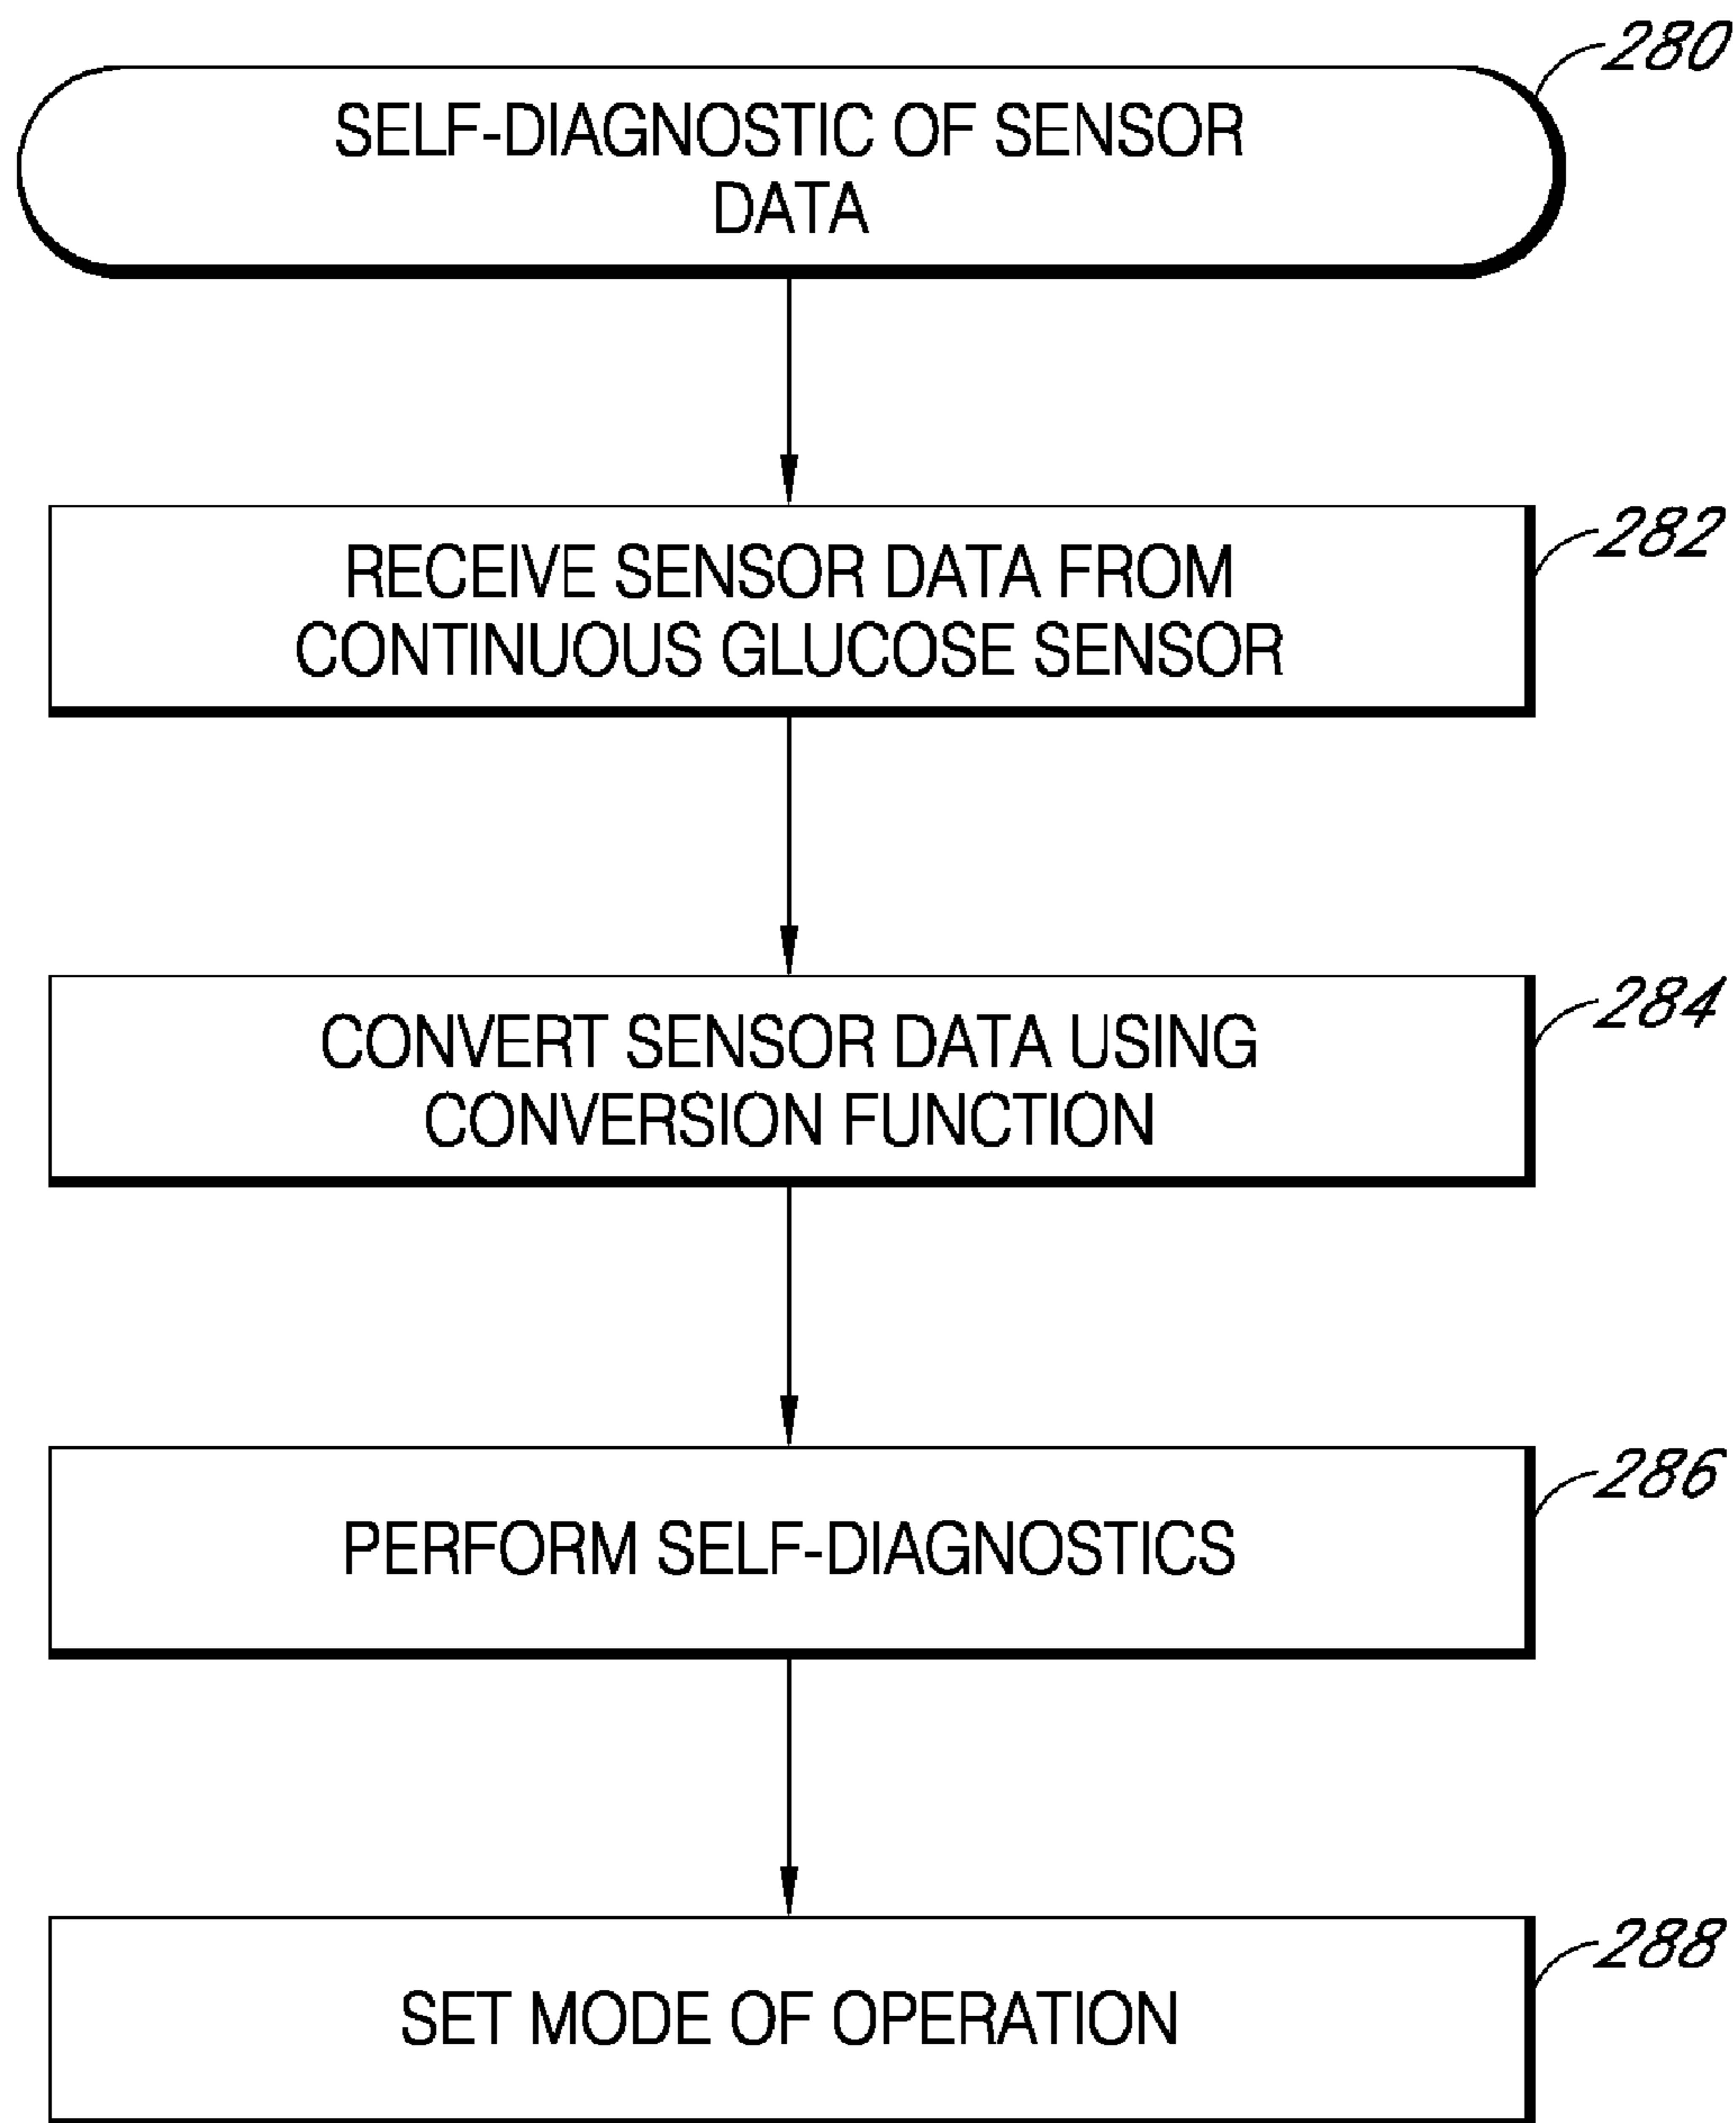 280
SELF-DIAGNOSTIC OF SENSOR
DATA
282
RECEIVE SENSOR DATA FROM
CONTINUOUS GLUCOSE SENSOR
284
CONVERT SENSOR DATA USING
CONVERSION FUNCTION
286
PERFORM SELF-DIAGNOSTICS
288
SET MODE OF OPERATION